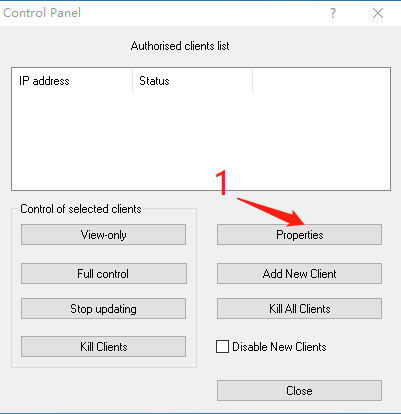 Control Panel
?
Authorised clients list
IP address Status
1
Control of selected clients
View-only Properties
Full control Add New Client
Stop updating Kill All Clients
Kill Clients Disable New Clients
Close